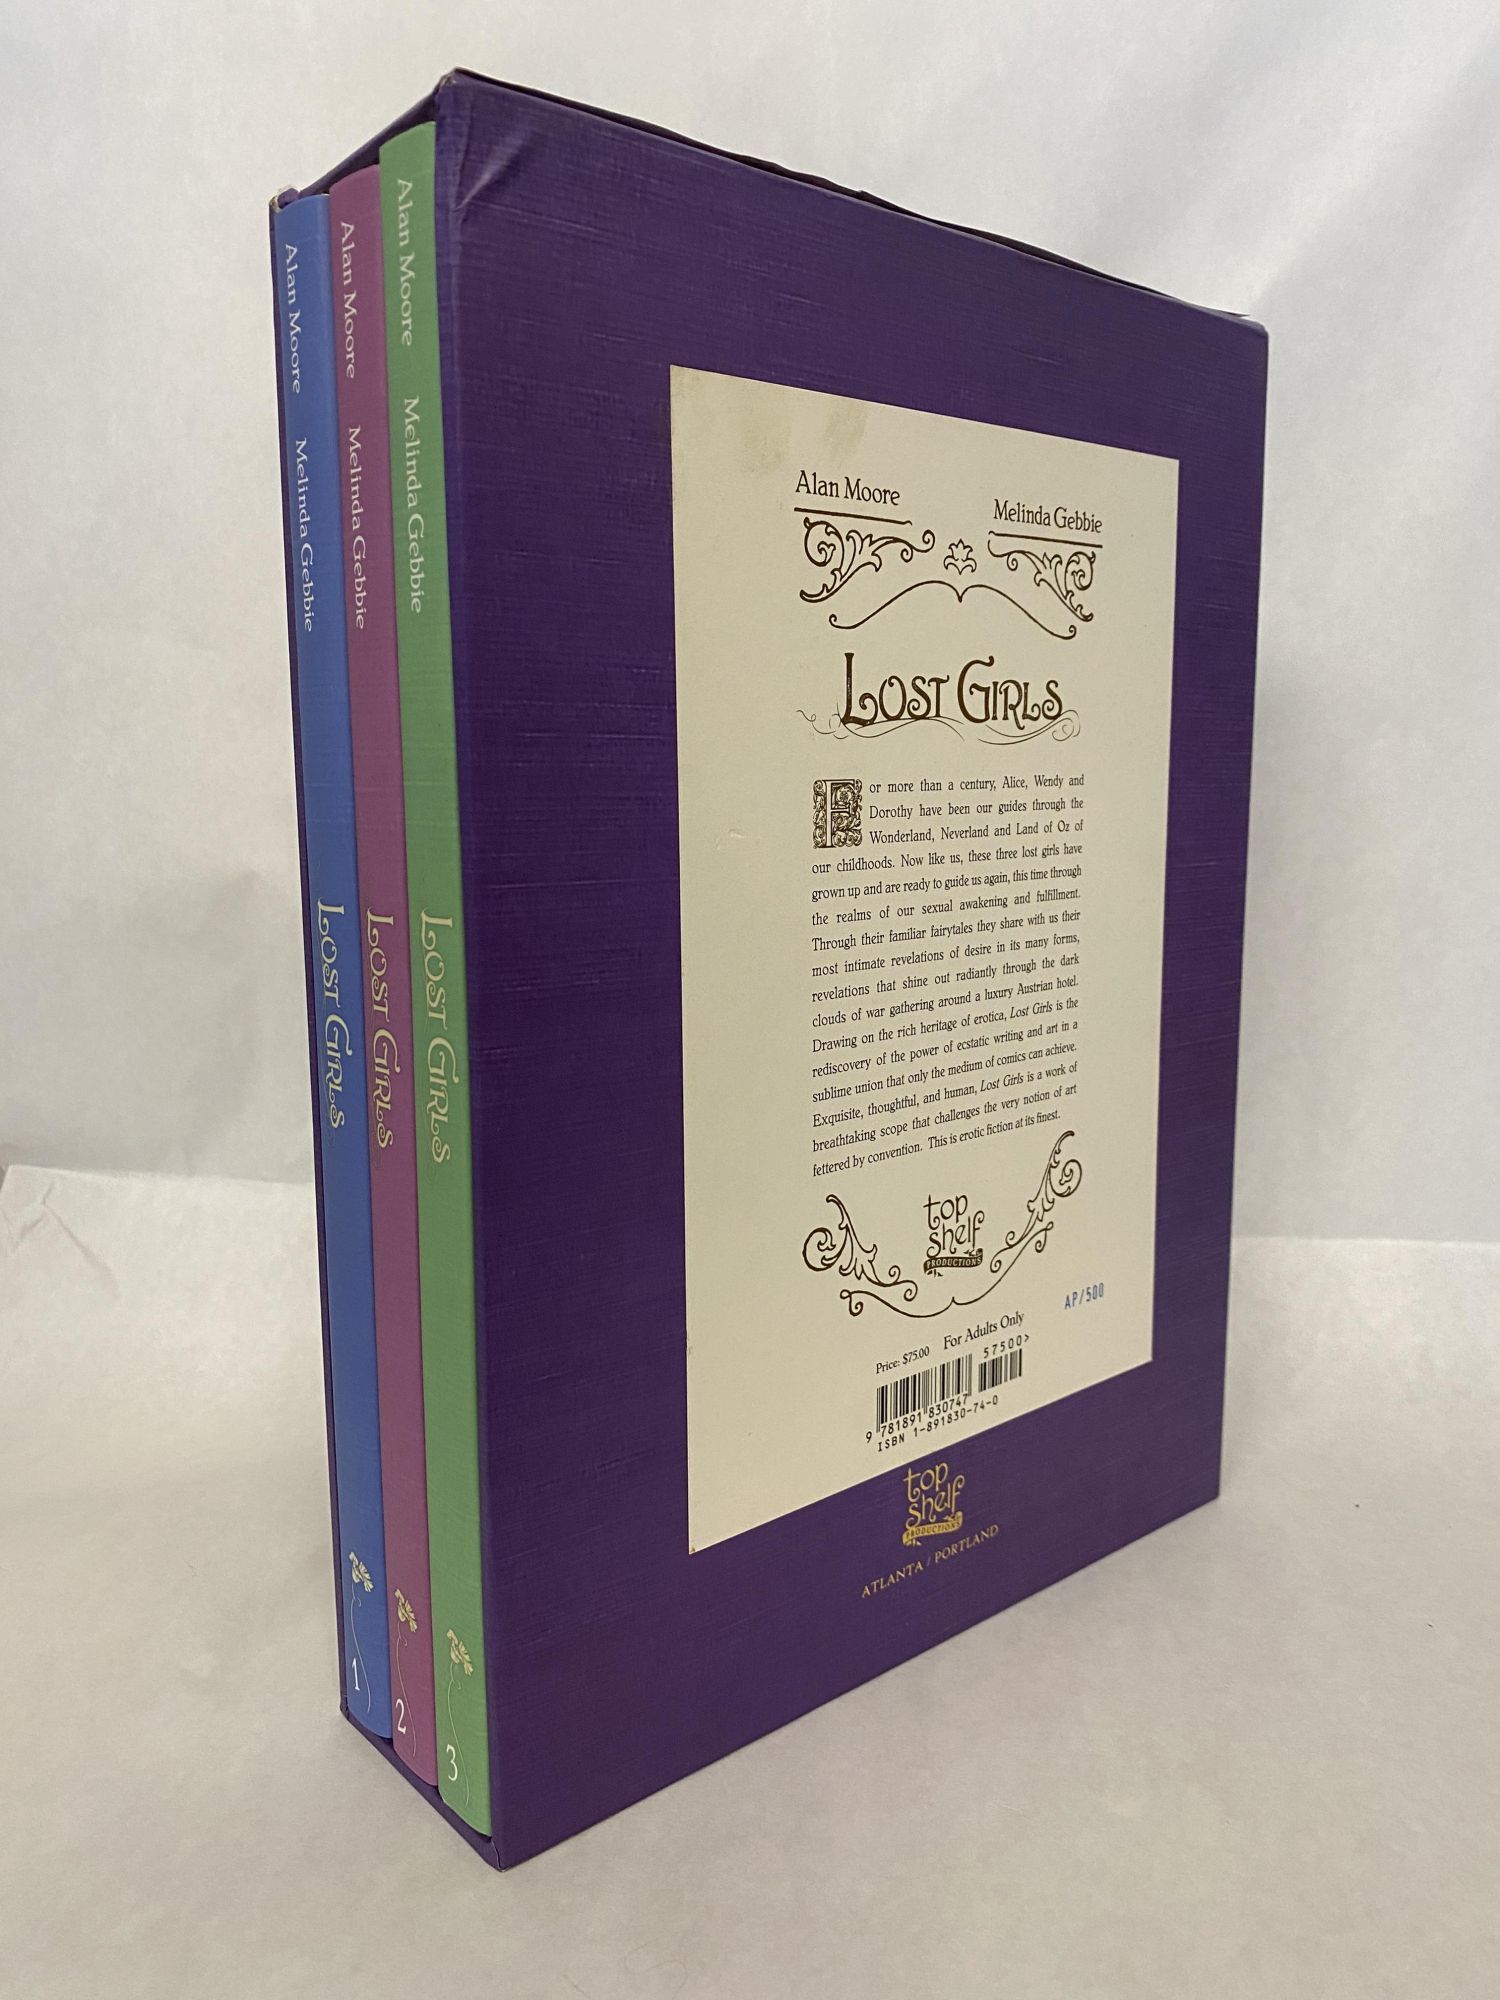 Alan Moore Melinda Gebbie LOST GIRLS 1
Alan Moore Melinda Gebbie LOST GIRLS 2
Alan Moore Melinda Gebbie LOST GIRLS 3
Alan Moore
Melinda Gebbie
LOST GIRLS
For more than a century, Alice, Wendy and
Dorothy have been our guides through the
Wonderland, Neverland and Land of Oz of
our childhoods. Now like us, these three lost girls have
grown up and are ready to guide us again, this time through
the realms of our sexual awakening and fulfillment.
Through their familiar fairytales they share with us their
most intimate revelations of desire in its many forms,
revelations that shine out radiantly through the dark
clouds of war gathering around a luxury Austrian hotel.
Drawing on the rich heritage of erotica, Lost Girls is the
rediscovery of the power of ecstatic writing and art in a
sublime union that only the medium of comics can achieve.
Exquisite, thoughtful, and human, Lost Girls is a work of
breathtaking scope that challenges the very notion of art
fettered by convention. This is erotic fiction at its finest.
top
shelf
PRODUCTIONS
AP/500
Price: $75.00 For Adults Only
57500>
9 781891 830747
ISBN 1-891830-74-0
top
shelf
PRODUCTIONS
ATLANTA / PORTLAND